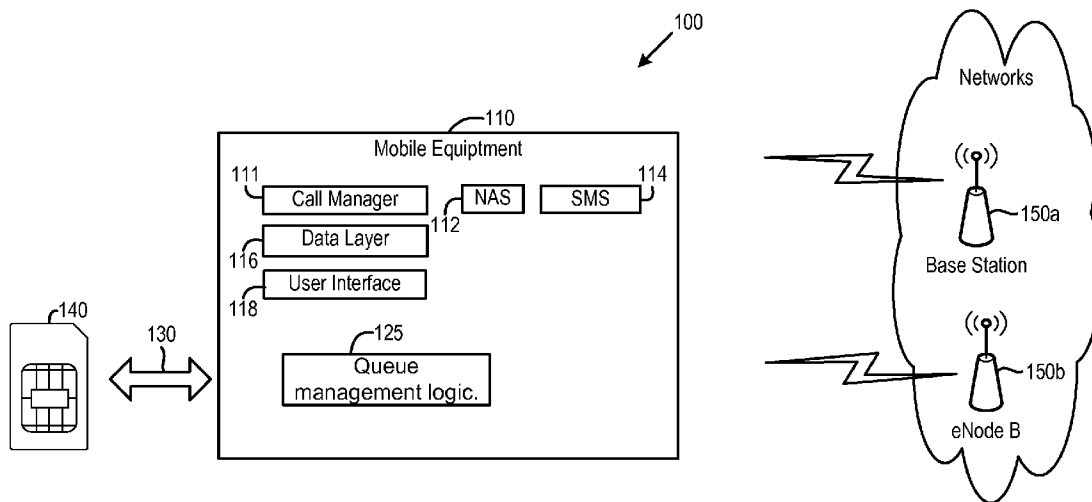 100
Networks
110
Mobile Equiptment
111
Call Manager
NAS
SMS
114
112
150a
Data Layer
116
Base Station
User Interface
118
140
130
125
Queue
management logic.
150b
eNode B